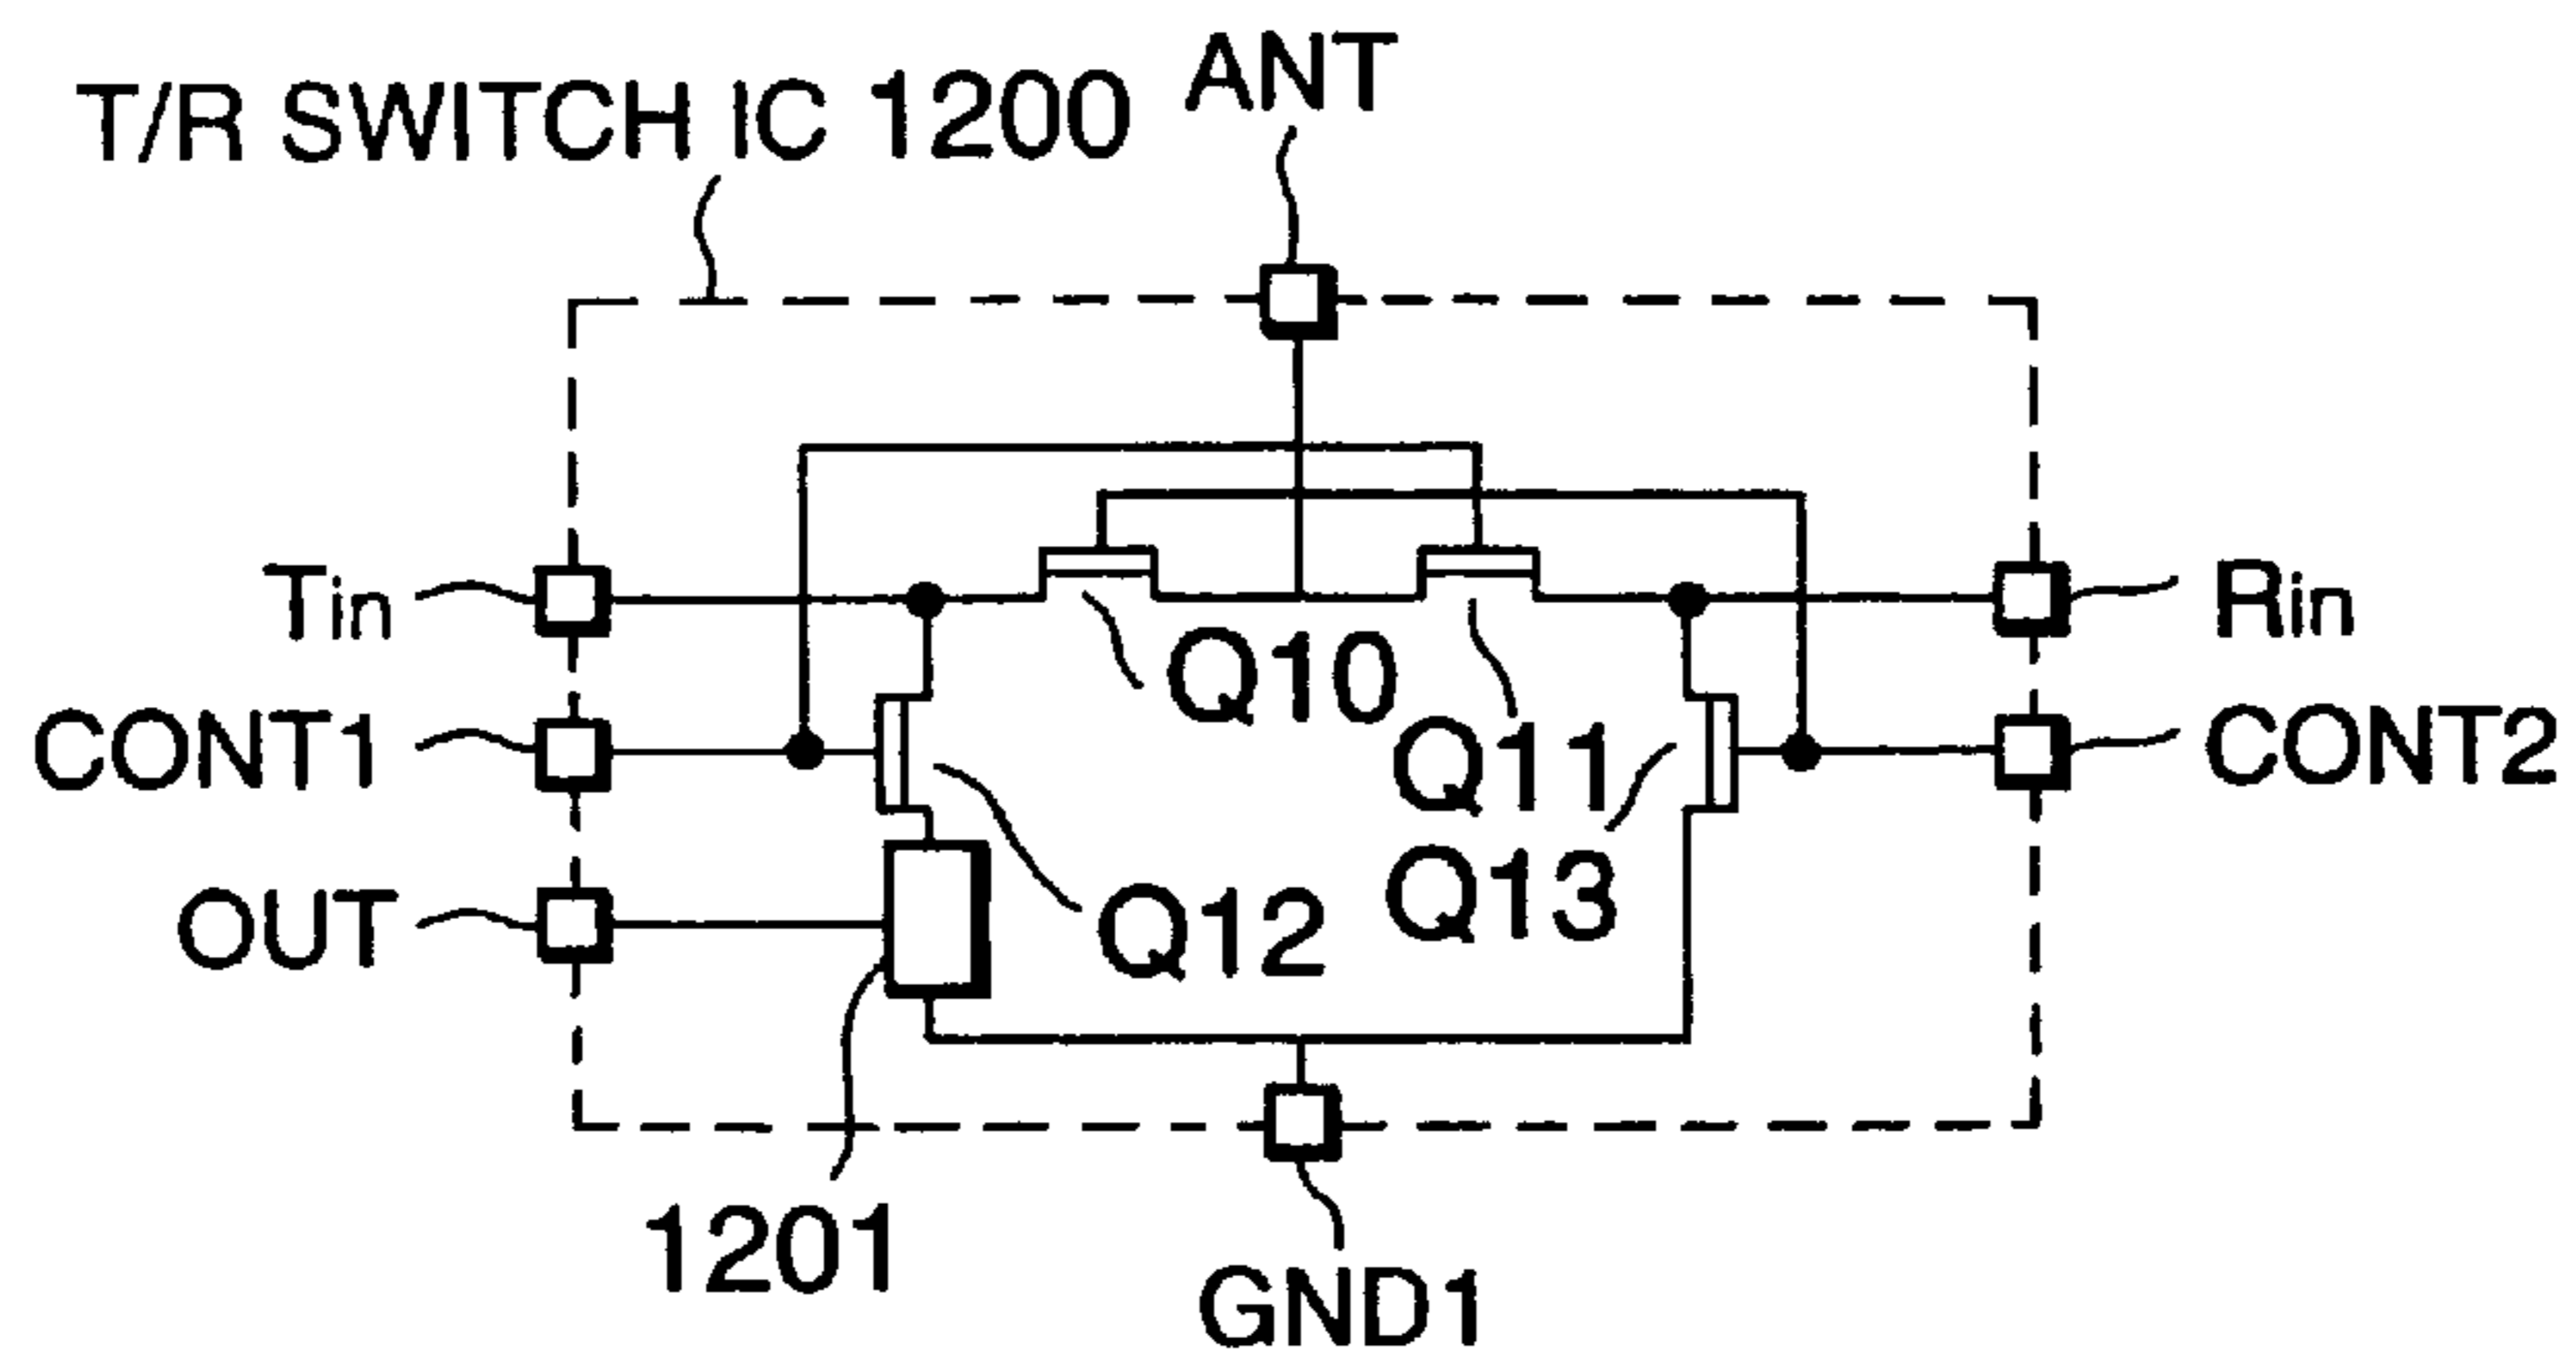 ANT
T/R SWITCH IC 1200
Tin
Rin
Q10
CONT1
Q11
CONT2
OUT
Q12
Q13
1201
GND1